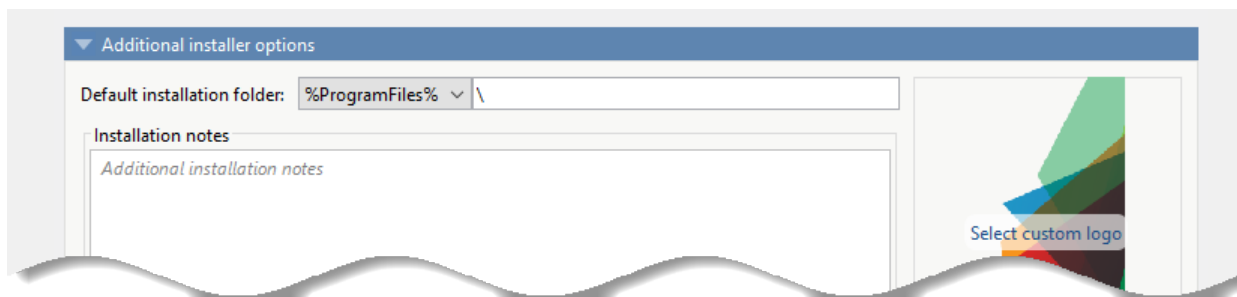 Additional installer options
Default installation folder: %ProgramFiles% \
Installation notes
Additional installation notes
Select custom logo